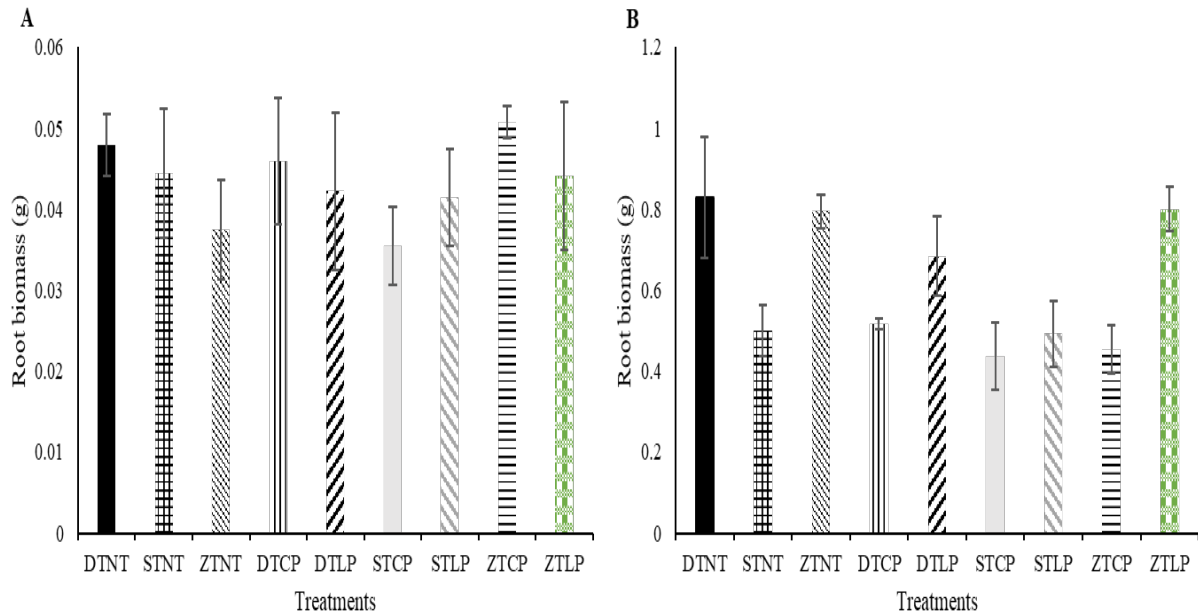 A
Root biomass (g)
0.06
0.05
0.04
0.03
0.02
0.01
0
DTNT STNT ZTNT DTCP DTLP STCP STLP ZTCP ZTLP
Treatments
B
Root biomass (g)
1.2
1
0.8
0.6
0.4
0.2
0
DTNT STNT ZTNT DTCP DTLP STCP STLP ZTCP ZTLP
Treatments